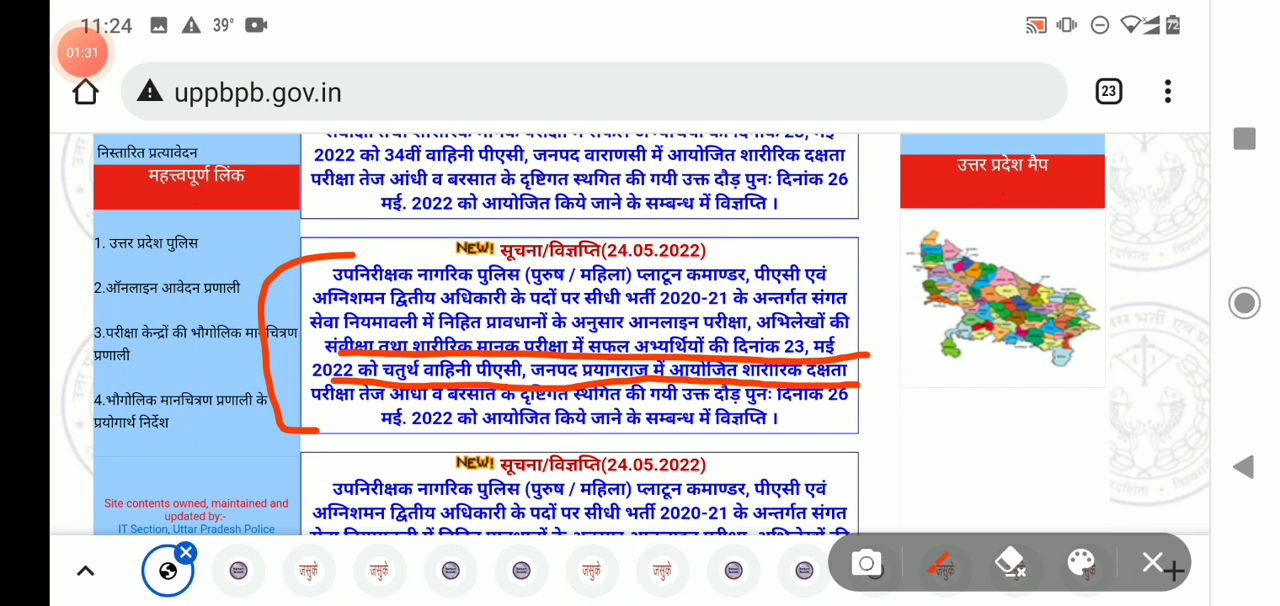 11:24
39°
72
01:31
uppbpb.gov.in
23
निस्तारित प्रत्यावेदन
महत्त्वपूर्ण लिंक
1. उत्तर प्रदेश पुलिस
2.ऑनलाइन आवेदन प्रणाली
3.परीक्षा केन्द्रों की भौगोलिक मानचित्रण
प्रणाली
4.भौगोलिक मानचित्रण प्रणाली के
प्रयोगार्थ निर्देश
Site contents owned, maintained and
updated by:-
IT Section, Uttar Pradesh Police
2022 को 34वीं वाहिनी पीएसी, जनपद वाराणसी में आयोजित शारीरिक दक्षता
परीक्षा तेज आंधी व बरसात के दृष्टिगत स्थगित की गयी उक्त दौड़ पुनः दिनांक 26
मई. 2022 को आयोजित किये जाने के सम्बन्ध में विज्ञप्ति ।
NEW! सूचना/विज्ञप्ति(24.05.2022)
उपनिरीक्षक नागरिक पुलिस (पुरुष / महिला) प्लाटून कमाण्डर, पीएसी एवं
अग्निशमन द्वितीय अधिकारी के पदों पर सीधी भर्ती 2020-21 के अन्तर्गत संगत
सेवा नियमावली में निहित प्रावधानों के अनुसार आनलाइन परीक्षा, अभिलेखों की
संवीक्षा तथा शारीरिक मानक परीक्षा में सफल अभ्यर्थियों की दिनांक 23, मई
2022 को चतुर्थ वाहिनी पीएसी, जनपद प्रयागराज में आयोजित शारीरिक दक्षता
परीक्षा तेज आंधी व बरसात के दृष्टिगत स्थगित की गयी उक्त दौड़ पुनः दिनांक 26
मई. 2022 को आयोजित किये जाने के सम्बन्ध में विज्ञप्ति ।
NEW! सूचना/विज्ञप्ति(24.05.2022)
उपनिरीक्षक नागरिक पुलिस (पुरुष / महिला) प्लाटून कमाण्डर, पीएसी एवं
अग्निशमन द्वितीय अधिकारी के पदों पर सीधी भर्ती 2020-21 के अन्तर्गत संगत
उत्तर प्रदेश मैप
जसुके
जसुके
जसुके
जसुके